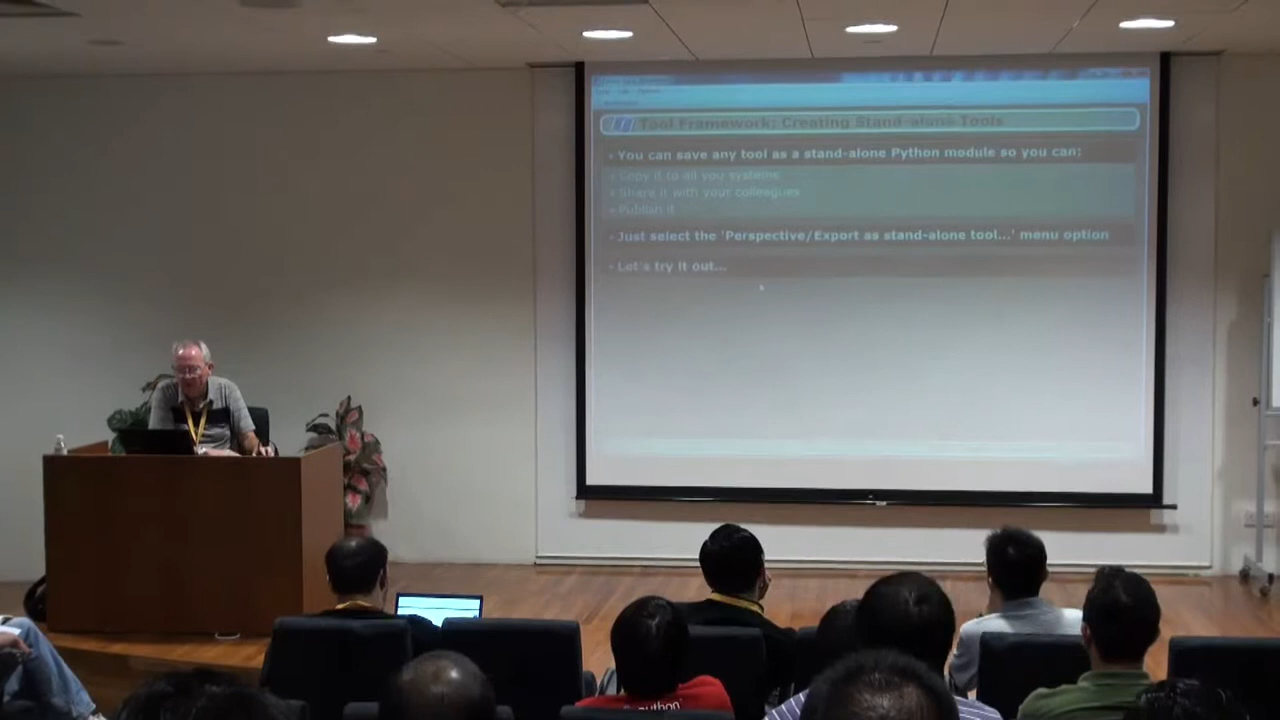 Tool Framework: Creating Stand-alone Tools
• You can save any tool as a stand-alone Python module so you can:
• Copy it to all you systems
• Share it with your colleagues
• Publish it
• Just select the 'Perspective/Export as stand-alone tool...' menu option
• Let's try it out...
python